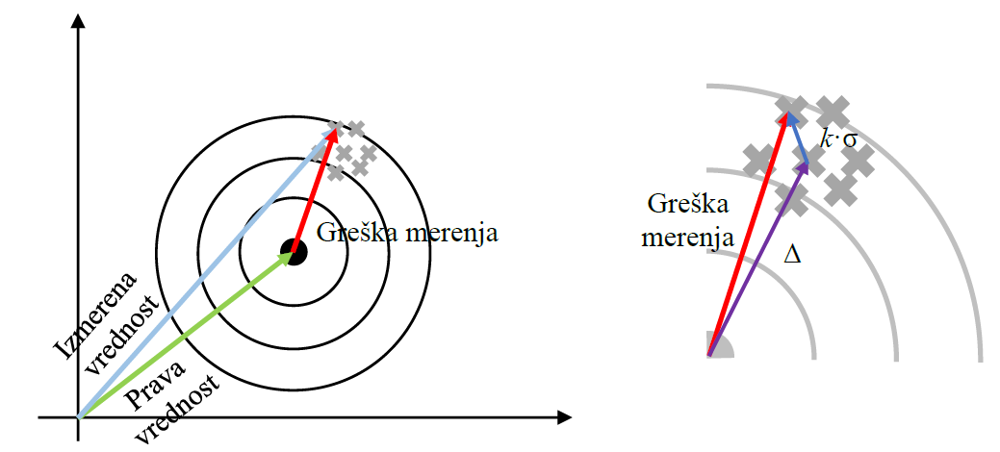 Izmerena
vrednost
Prava
vrednost
Greška merenja
Greška
merenja
k·σ
Δ